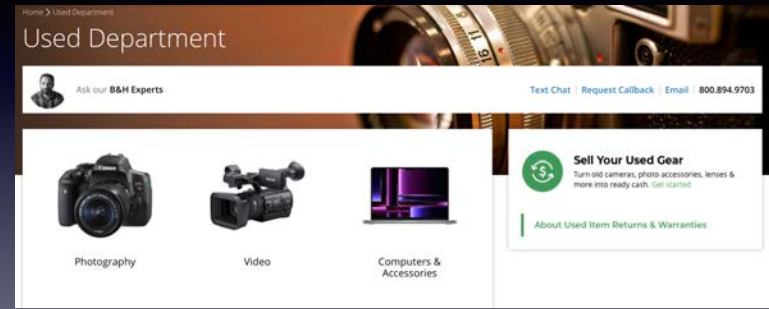 Home > Used Department
Used Department
Ask our B&H Experts
Text Chat | Request Callback | Email | 800.894.9703
Canon
Photography
Video
Computers &
Accessories
Sell Your Used Gear
Turn old cameras, photo accessories, lenses &
more into ready cash. Get started
About Used Item Returns & Warranties